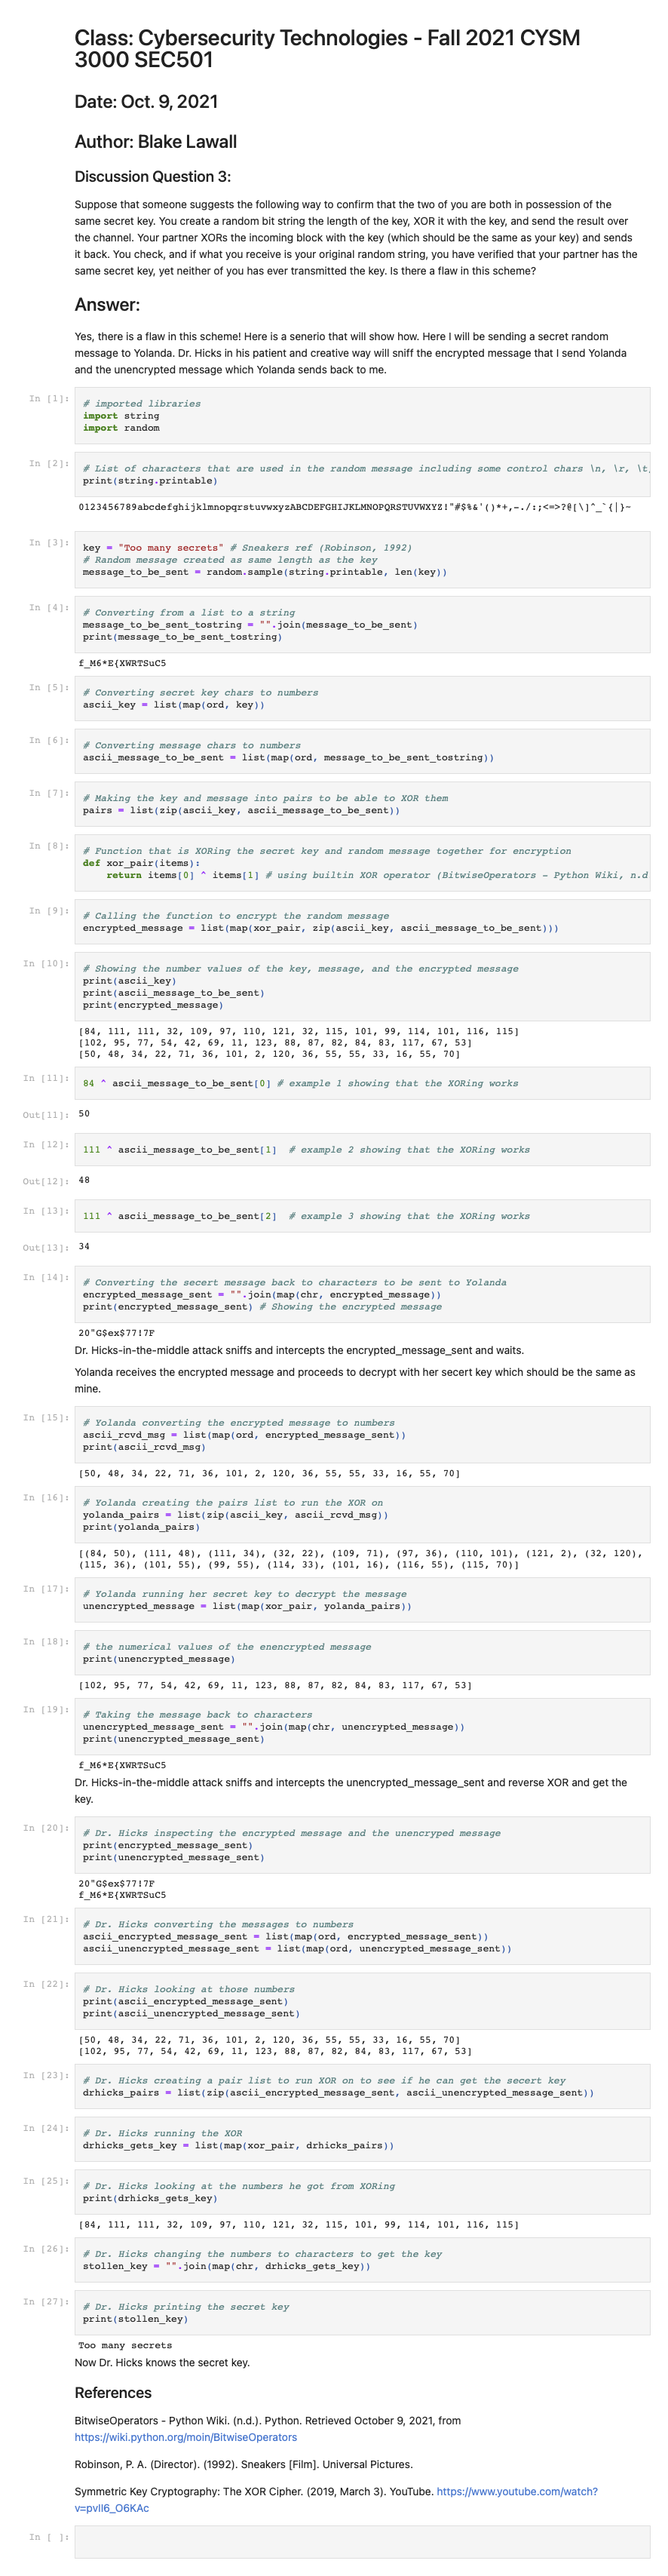 Class: Cybersecurity Technologies - Fall 2021 CYSM
3000 SEC501
Date: Oct. 9, 2021
Author: Blake Lawall
Discussion Question 3:
Suppose that someone suggests the following way to confirm that the two of you are both in possession of the
same secret key. You create a random bit string the length of the key, XOR it with the key, and send the result over
the channel. Your partner XORs the incoming block with the key (which should be the same as your key) and sends
it back. You check, and if what you receive is your original random string, you have verified that your partner has the
same secret key, yet neither of you has ever transmitted the key. Is there a flaw in this scheme?
Answer:
Yes, there is a flaw in this scheme! Here is a senerio that will show how. Here I will be sending a secret random
message to Yolanda. Dr. Hicks in his patient and creative way will sniff the encrypted message that I send Yolanda
and the unencrypted message which Yolanda sends back to me.
In [1]:
# imported libraries
import string
import random
In [2]:
# List of characters that are used in the random message including some control chars \n, \r, \t,
print(string.printable)
0123456789abcdefghijklmnopqrstuvwxyzABCDEFGHIJKLMNOPQRSTUVWXYZ!"#$%&'()*+,-./:;<=>?@[\]^_`{|}~
In [3]:
key = "Too many secrets" # Sneakers ref (Robinson, 1992)
# Random message created as same length as the key
message_to_be_sent = random.sample(string.printable, len(key))
In [4]:
# Converting from a list to a string
message_to_be_sent_tostring = "".join(message_to_be_sent)
print(message_to_be_sent_tostring)
f_M6*E{XWRTSuC5
In [5]:
# Converting secret key chars to numbers
ascii_key = list(map(ord, key))
In [6]:
# Converting message chars to numbers
ascii_message_to_be_sent = list(map(ord, message_to_be_sent_tostring))
In [7]:
# Making the key and message into pairs to be able to XOR them
pairs = list(zip(ascii_key, ascii_message_to_be_sent))
In [8]:
# Function that is XORing the secret key and random message together for encryption
def xor_pair(items):
return items[0] ^ items[1] # using builtin XOR operator (BitwiseOperators - Python Wiki, n.d
In [9]:
# Calling the function to encrypt the random message
encrypted_message = list(map(xor_pair, zip(ascii_key, ascii_message_to_be_sent)))
In [10]:
# Showing the number values of the key, message, and the encrypted message
print(ascii_key)
print(ascii_message_to_be_sent)
print(encrypted_message)
[84, 111, 111, 32, 109, 97, 110, 121, 32, 115, 101, 99, 114, 101, 116, 115]
[102, 95, 77, 54, 42, 69, 11, 123, 88, 87, 82, 84, 83, 117, 67, 53]
[50, 48, 34, 22, 71, 36, 101, 2, 120, 36, 55, 55, 33, 16, 55, 70]
In [11]:
84 ^ ascii_message_to_be_sent[0] # example 1 showing that the XORing works
Out[11]: 50
In [12]:
111 ^ ascii_message_to_be_sent[1] # example 2 showing that the XORing works
Out[12]: 48
In [13]:
111 ^ ascii_message_to_be_sent[2] # example 3 showing that the XORing works
Out[13]: 34
In [14]:
# Converting the secert message back to characters to be sent to Yolanda
encrypted_message_sent = "".join(map(chr, encrypted_message))
print(encrypted_message_sent) # Showing the encrypted message
20"G$ex$77!7F
Dr. Hicks-in-the-middle attack sniffs and intercepts the encrypted_message_sent and waits.
Yolanda receives the encrypted message and proceeds to decrypt with her secert key which should be the same as
mine.
In [15]:
# Yolanda converting the encrypted message to numbers
ascii_rcvd_msg = list(map(ord, encrypted_message_sent))
print(ascii_rcvd_msg)
[50, 48, 34, 22, 71, 36, 101, 2, 120, 36, 55, 55, 33, 16, 55, 70]
In [16]:
# Yolanda creating the pairs list to run the XOR on
yolanda_pairs = list(zip(ascii_key, ascii_rcvd_msg))
print(yolanda_pairs)
[(84, 50), (111, 48), (111, 34), (32, 22), (109, 71), (97, 36), (110, 101), (121, 2), (32, 120),
(115, 36), (101, 55), (99, 55), (114, 33), (101, 16), (116, 55), (115, 70)]
In [17]:
# Yolanda running her secret key to decrypt the message
unencrypted_message = list(map(xor_pair, yolanda_pairs))
In [18]:
# the numerical values of the enencrypted message
print(unencrypted_message)
[102, 95, 77, 54, 42, 69, 11, 123, 88, 87, 82, 84, 83, 117, 67, 53]
In [19]:
# Taking the message back to characters
unencrypted_message_sent = "".join(map(chr, unencrypted_message))
print(unencrypted_message_sent)
f_M6*E{XWRTSuC5
Dr. Hicks-in-the-middle attack sniffs and intercepts the unencrypted_message_sent and reverse XOR and get the
key.
In [20]:
# Dr. Hicks inspecting the encrypted message and the unencryped message
print(encrypted_message_sent)
print(unencrypted_message_sent)
20"G$ex$77!7F
f_M6*E{XWRTSuC5
In [21]:
# Dr. Hicks converting the messages to numbers
ascii_encrypted_message_sent = list(map(ord, encrypted_message_sent))
ascii_unencrypted_message_sent = list(map(ord, unencrypted_message_sent))
In [22]:
# Dr. Hicks looking at those numbers
print(ascii_encrypted_message_sent)
print(ascii_unencrypted_message_sent)
[50, 48, 34, 22, 71, 36, 101, 2, 120, 36, 55, 55, 33, 16, 55, 70]
[102, 95, 77, 54, 42, 69, 11, 123, 88, 87, 82, 84, 83, 117, 67, 53]
In [23]:
# Dr. Hicks creating a pair list to run XOR on to see if he can get the secert key
drhicks_pairs = list(zip(ascii_encrypted_message_sent, ascii_unencrypted_message_sent))
In [24]:
# Dr. Hicks running the XOR
drhicks_gets_key = list(map(xor_pair, drhicks_pairs))
In [25]:
# Dr. Hicks looking at the numbers he got from XORing
print(drhicks_gets_key)
[84, 111, 111, 32, 109, 97, 110, 121, 32, 115, 101, 99, 114, 101, 116, 115]
In [26]:
# Dr. Hicks changing the numbers to characters to get the key
stollen_key = "".join(map(chr, drhicks_gets_key))
In [27]:
# Dr. Hicks printing the secret key
print(stollen_key)
Too many secrets
Now Dr. Hicks knows the secret key.
References
BitwiseOperators - Python Wiki. (n.d.). Python. Retrieved October 9, 2021, from
https://wiki.python.org/moin/BitwiseOperators
Robinson, P. A. (Director). (1992). Sneakers [Film]. Universal Pictures.
Symmetric Key Cryptography: The XOR Cipher. (2019, March 3). YouTube. https://www.youtube.com/watch?
v=pvII6_O6KAc
In [ ]: